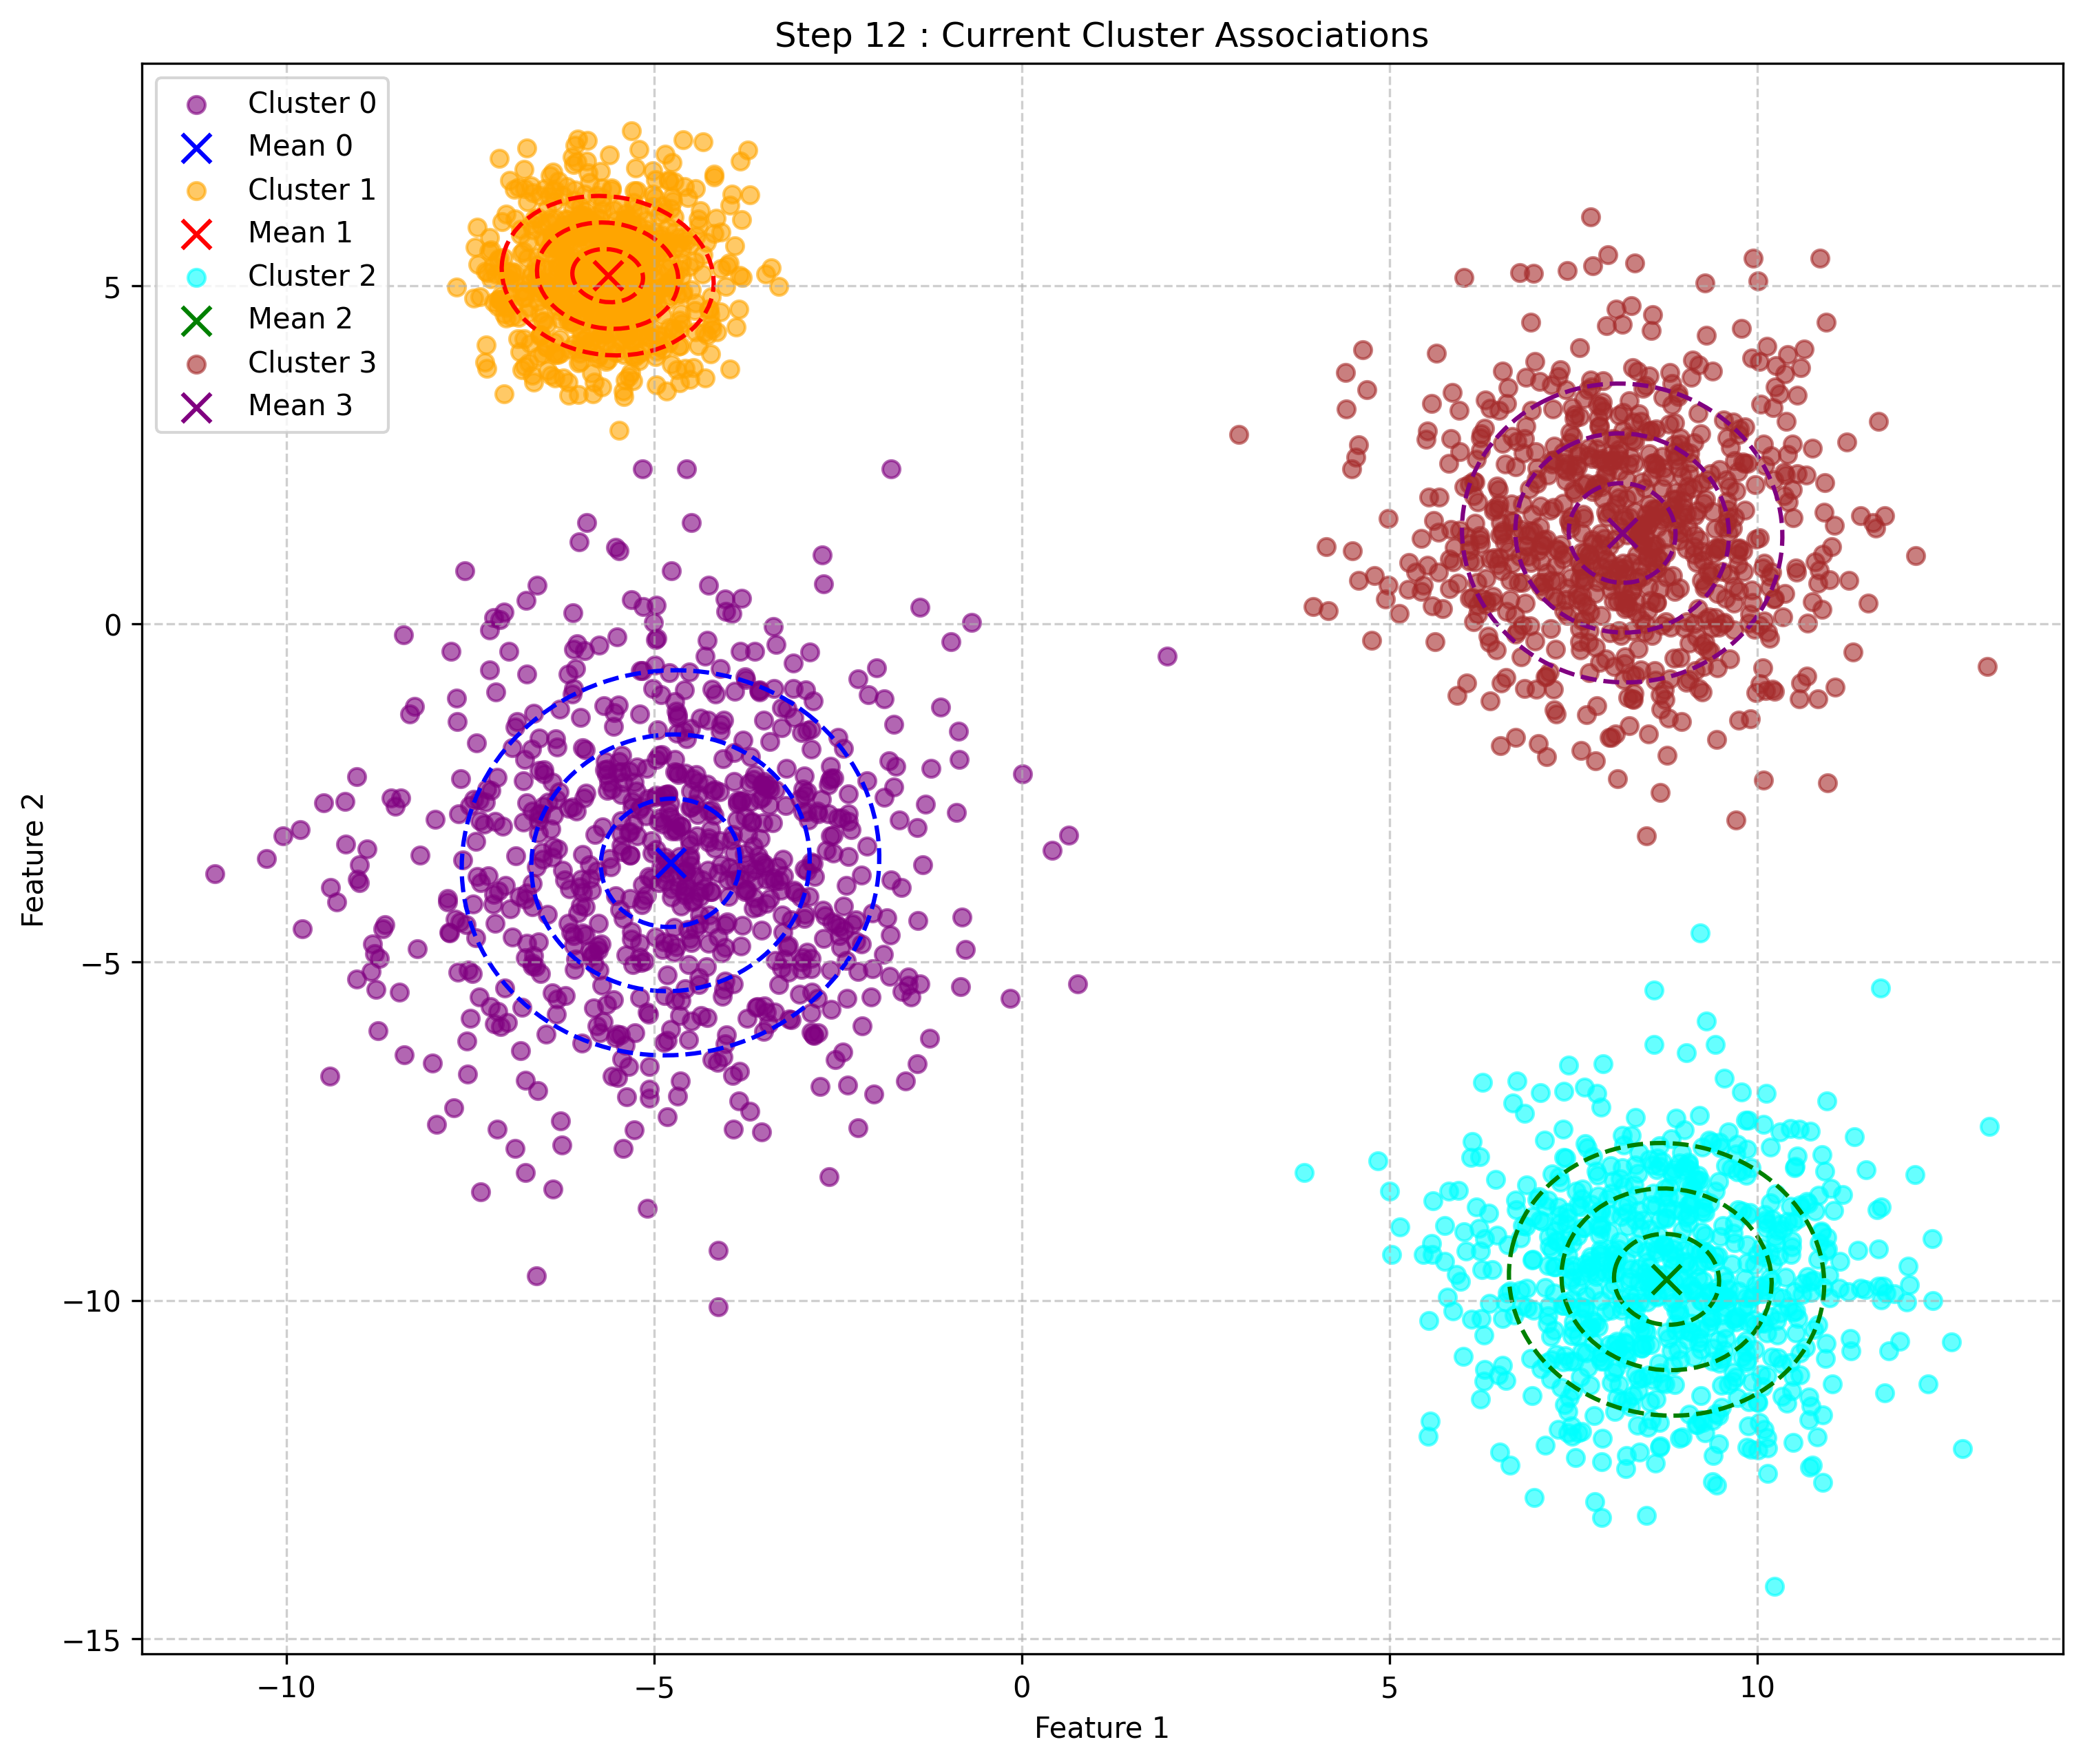 Step 12 : Current Cluster Associations
Cluster 0
Mean 0
Cluster 1
Mean 1
Cluster 2
Mean 2
Cluster 3
Mean 3
5
0
−5
−10
−15
Feature 2
−10
−5
0
5
10
Feature 1